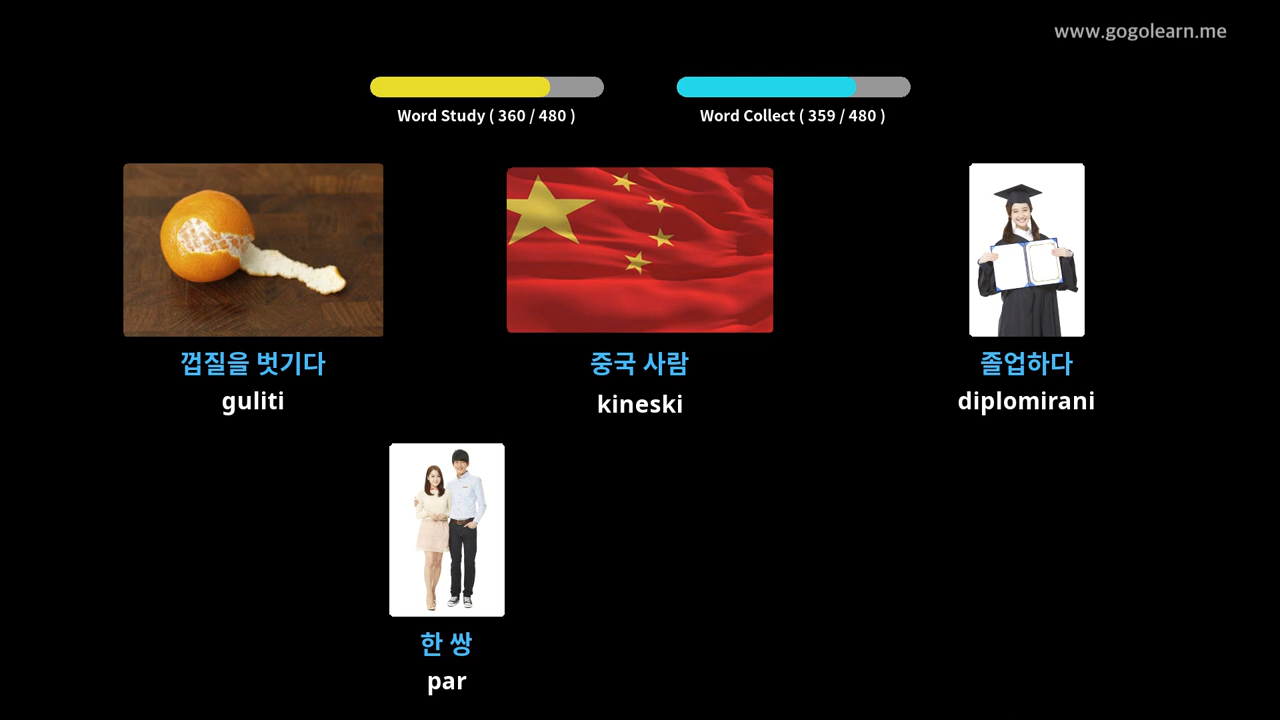 www.gogolearn.me
Word Study ( 360 / 480 )
Word Collect ( 359 / 480 )
껍질을 벗기다
guliti
중국 사람
kineski
졸업하다
diplomirani
한 쌍
par